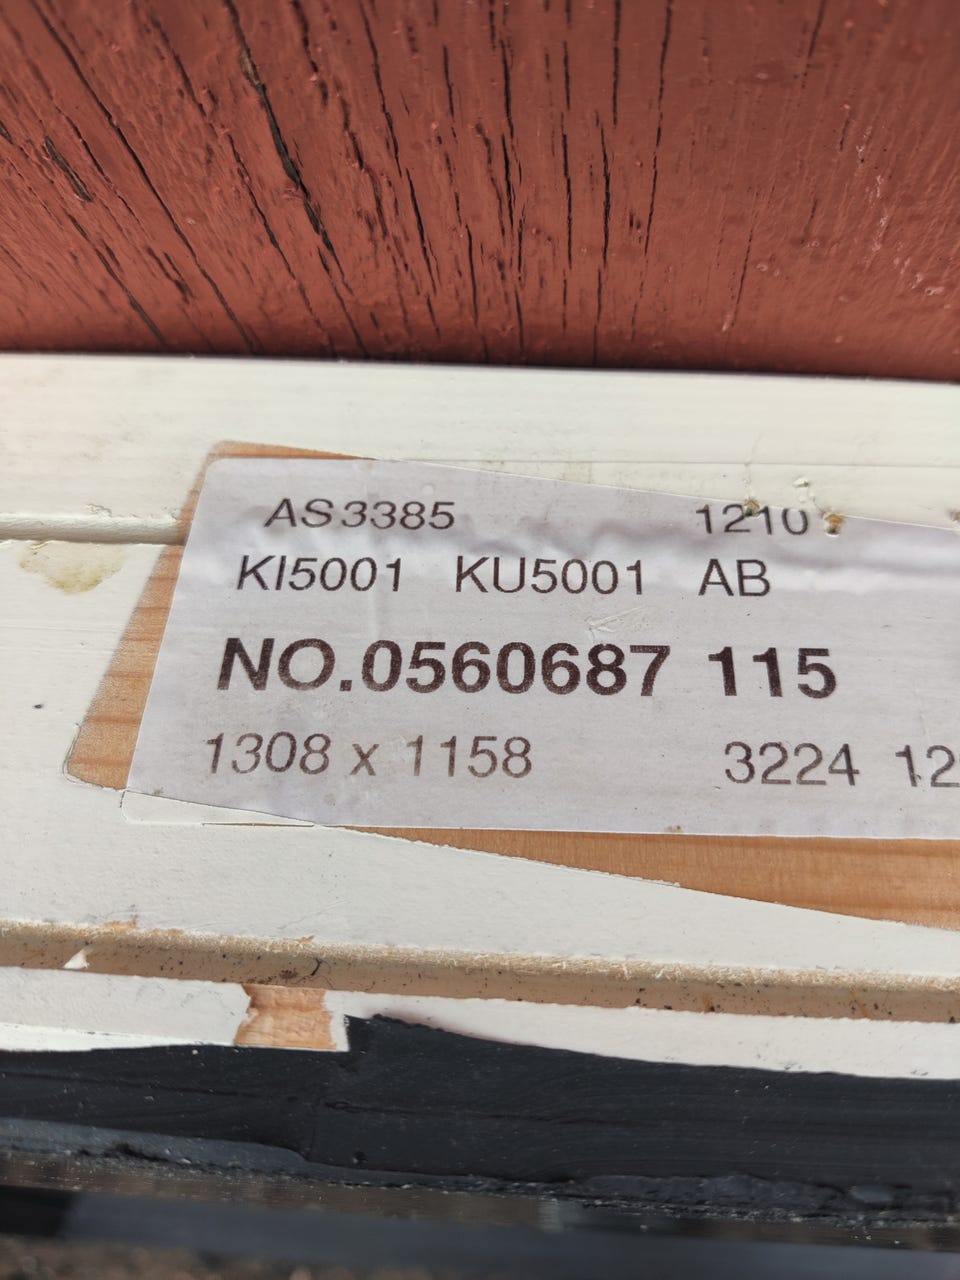 AS3385 1210
KI5001 KU5001 AB
NO.0560687 115
1308 x 1158 3224